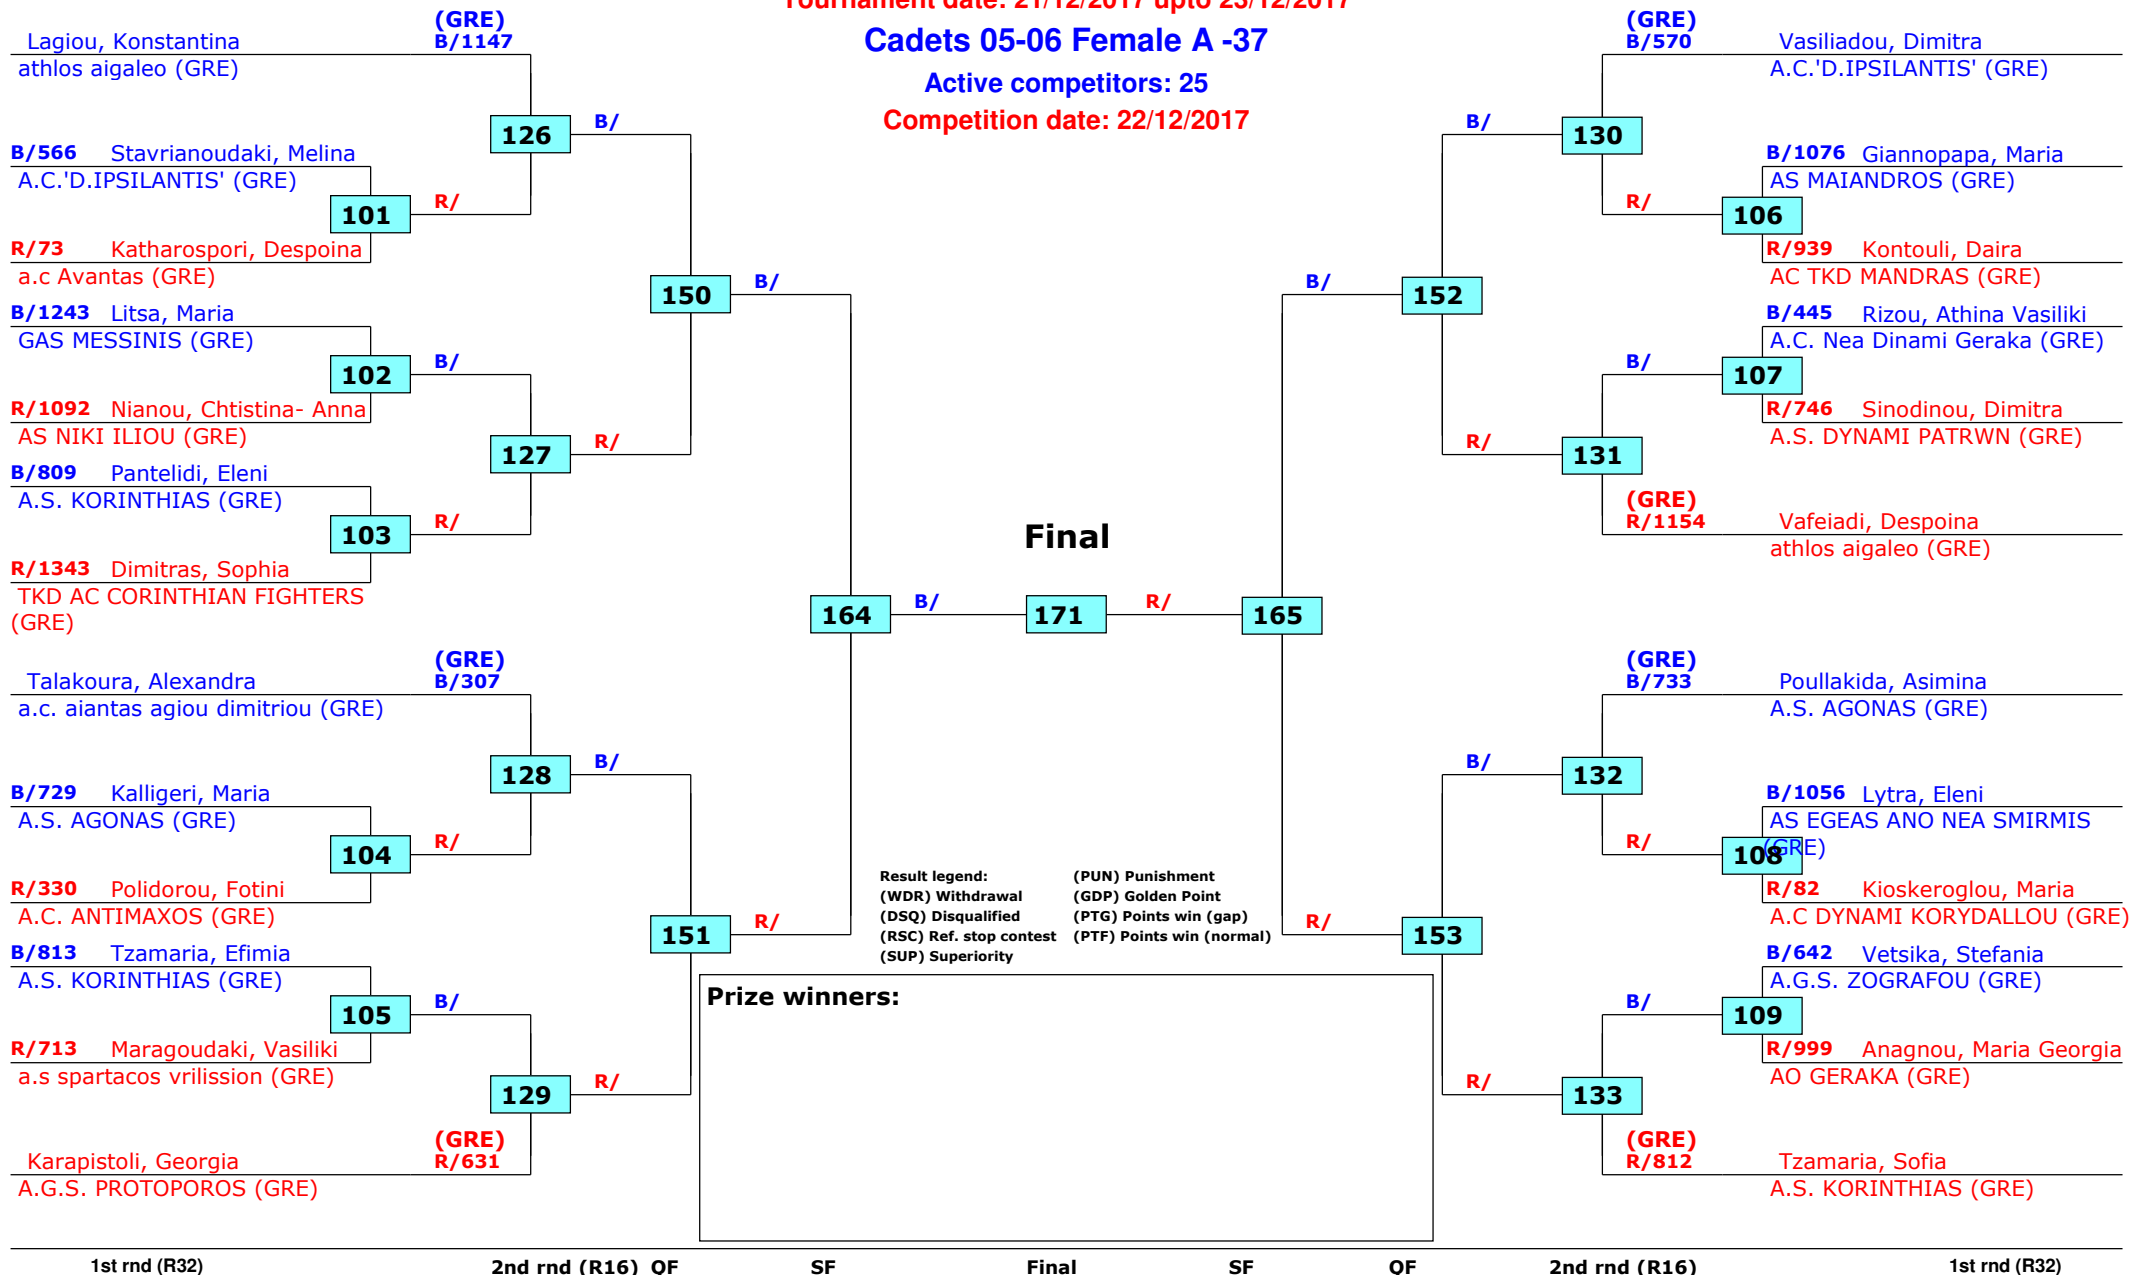 Tournament date: 21/12/2017 upto 23/12/2017
Cadets 05-06 Female A -37
Active competitors: 25
Competition date: 22/12/2017
(GRE)
Lagiou, Konstantina B/1147
athlos aigaleo (GRE)
126
B/
B/566 Stavrianoudaki, Melina
A.C.'D.IPSILANTIS' (GRE)
101
R/
R/73 Katharospori, Despoina
a.c Avantas (GRE)
150
B/
B/1243 Litsa, Maria
GAS MESSINIS (GRE)
102
B/
R/1092 Nianou, Chtistina- Anna
AS NIKI ILIOU (GRE)
127
R/
B/809 Pantelidi, Eleni
A.S. KORINTHIAS (GRE)
103
R/
R/1343 Dimitras, Sophia
TKD AC CORINTHIAN FIGHTERS
(GRE)
164
B/
(GRE)
Talakoura, Alexandra B/307
a.c. aiantas agiou dimitriou (GRE)
128
B/
B/729 Kalligeri, Maria
A.S. AGONAS (GRE)
104
R/
R/330 Polidorou, Fotini
A.C. ANTIMAXOS (GRE)
151
R/
B/813 Tzamaria, Efimia
A.S. KORINTHIAS (GRE)
105
B/
R/713 Maragoudaki, Vasiliki
a.s spartacos vrilission (GRE)
129
R/
(GRE)
Karapistoli, Georgia R/631
A.G.S. PROTOPOROS (GRE)
Final
171
R/
165
(GRE)
B/570 Vasiliadou, Dimitra
A.C.'D.IPSILANTIS' (GRE)
B/
130
B/1076 Giannopapa, Maria
AS MAIANDROS (GRE)
R/
106
R/939 Kontouli, Daira
AC TKD MANDRAS (GRE)
B/
152
B/445 Rizou, Athina Vasiliki
A.C. Nea Dinami Geraka (GRE)
B/
107
R/746 Sinodinou, Dimitra
A.S. DYNAMI PATRWN (GRE)
R/
131
(GRE)
R/1154 Vafeiadi, Despoina
athlos aigaleo (GRE)
(GRE)
B/733 Poullakida, Asimina
A.S. AGONAS (GRE)
B/
132
B/1056 Lytra, Eleni
AS EGEAS ANO NEA SMIRMIS
(GRE)
R/
108
R/82 Kioskeroglou, Maria
A.C DYNAMI KORYDALLOU (GRE)
R/
153
B/642 Vetsika, Stefania
A.G.S. ZOGRAFOU (GRE)
B/
109
R/999 Anagnou, Maria Georgia
AO GERAKA (GRE)
R/
133
(GRE)
R/812 Tzamaria, Sofia
A.S. KORINTHIAS (GRE)
Result legend: (PUN) Punishment
(WDR) Withdrawal (GDP) Golden Point
(DSQ) Disqualified (PTG) Points win (gap)
(RSC) Ref. stop contest (PTF) Points win (normal)
(SUP) Superiority
Prize winners:
1st rnd (R32) 2nd rnd (R16) QF SF Final SF QF 2nd rnd (R16) 1st rnd (R32)